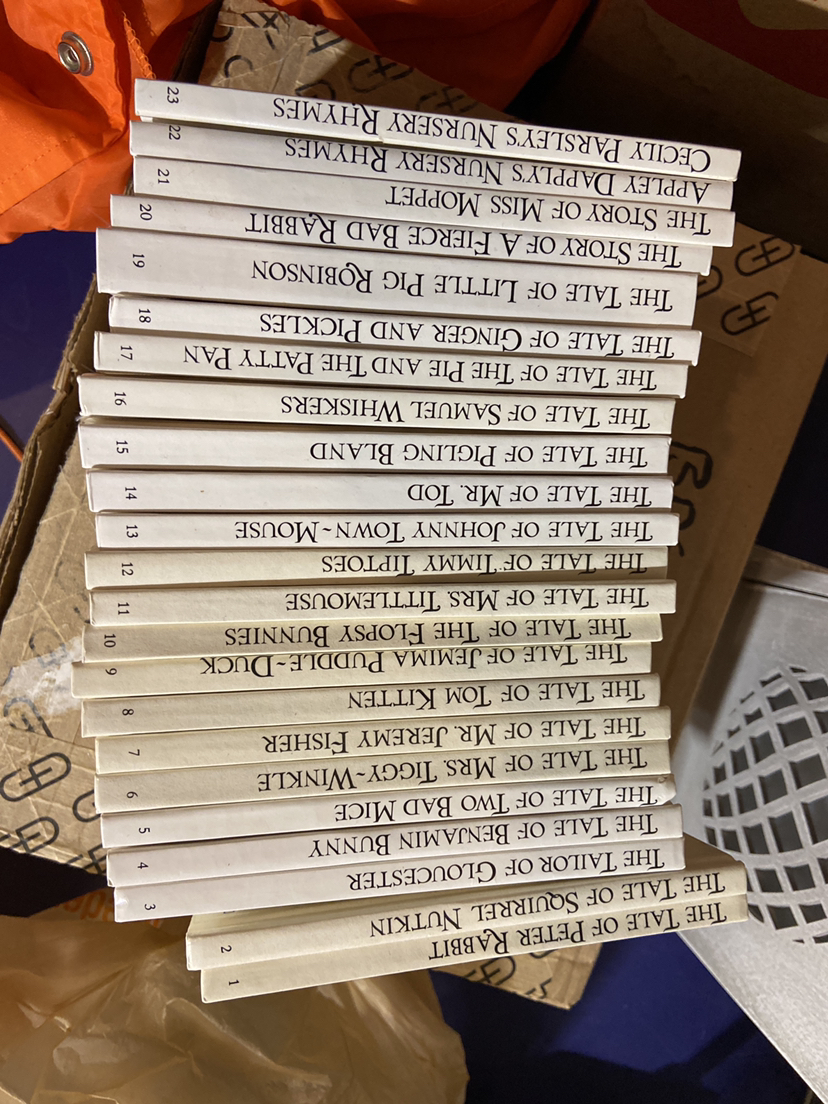 CECILY PARSLEY'S NURSERY RHYMES 23
APPLEY DAPPLY'S NURSERY RHYMES 22
THE STORY OF MISS MOPPET 21
THE STORY OF A FIERCE BAD RABBIT 20
THE TALE OF LITTLE PIG ROBINSON 19
THE TALE OF GINGER AND PICKLES 18
THE TALE OF THE PIE AND THE PATTY PAN 17
THE TALE OF SAMUEL WHISKERS 16
THE TALE OF PIGLING BLAND 15
THE TALE OF MR. TOD 14
THE TALE OF JOHNNY TOWN-MOUSE 13
THE TALE OF TIMMY TIPTOES 12
THE TALE OF MRS. TITTLEMOUSE 11
THE TALE OF THE FLOPSY BUNNIES 10
THE TALE OF JEMIMA PUDDLE-DUCK 9
THE TALE OF TOM KITTEN 8
THE TALE OF MR. JEREMY FISHER 7
THE TALE OF MRS. TIGGY-WINKLE 6
THE TALE OF TWO BAD MICE 5
THE TALE OF BENJAMIN BUNNY 4
THE TAILOR OF GLOUCESTER 3
THE TALE OF SQUIRREL NUTKIN 2
THE TALE OF PETER RABBIT 1